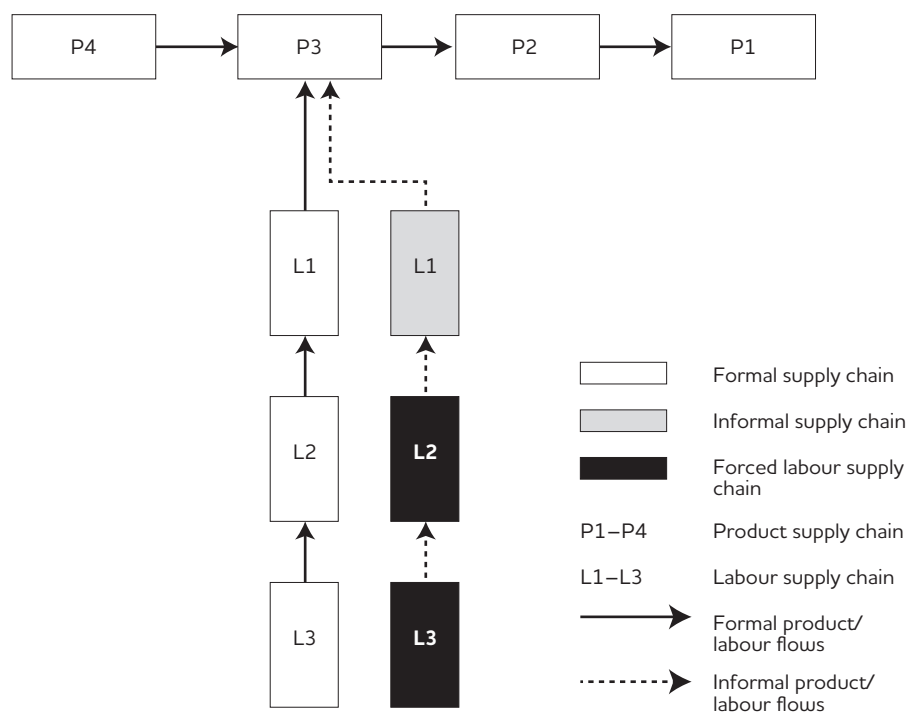 P4
P3
P2
P1
L1
L1
L2
L2
L3
L3
Formal supply chain
Informal supply chain
Forced labour supply
chain
P1–P4 Product supply chain
L1–L3 Labour supply chain
Formal product/
labour flows
Informal product/
labour flows